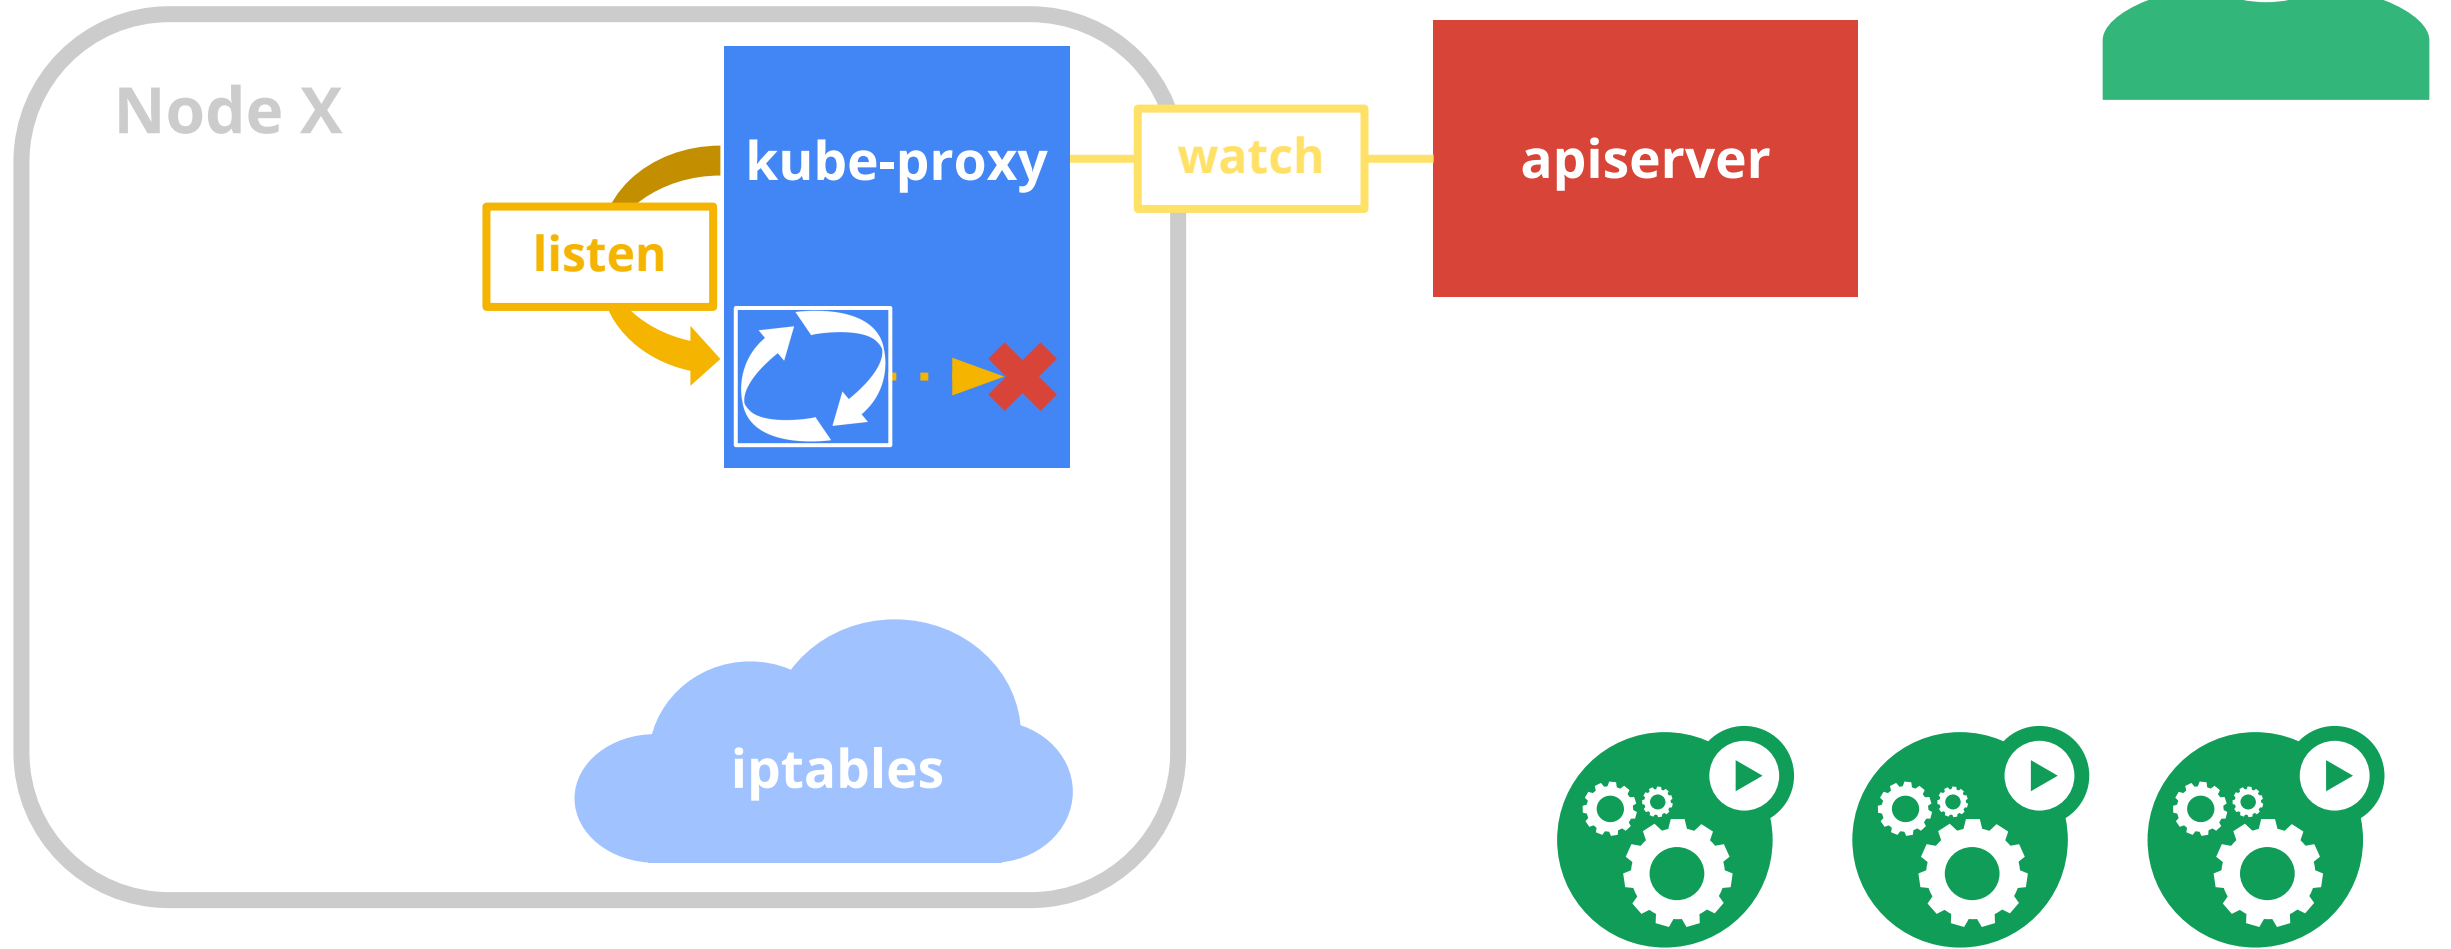 Node X
kube-proxy
watch
apiserver
listen
iptables